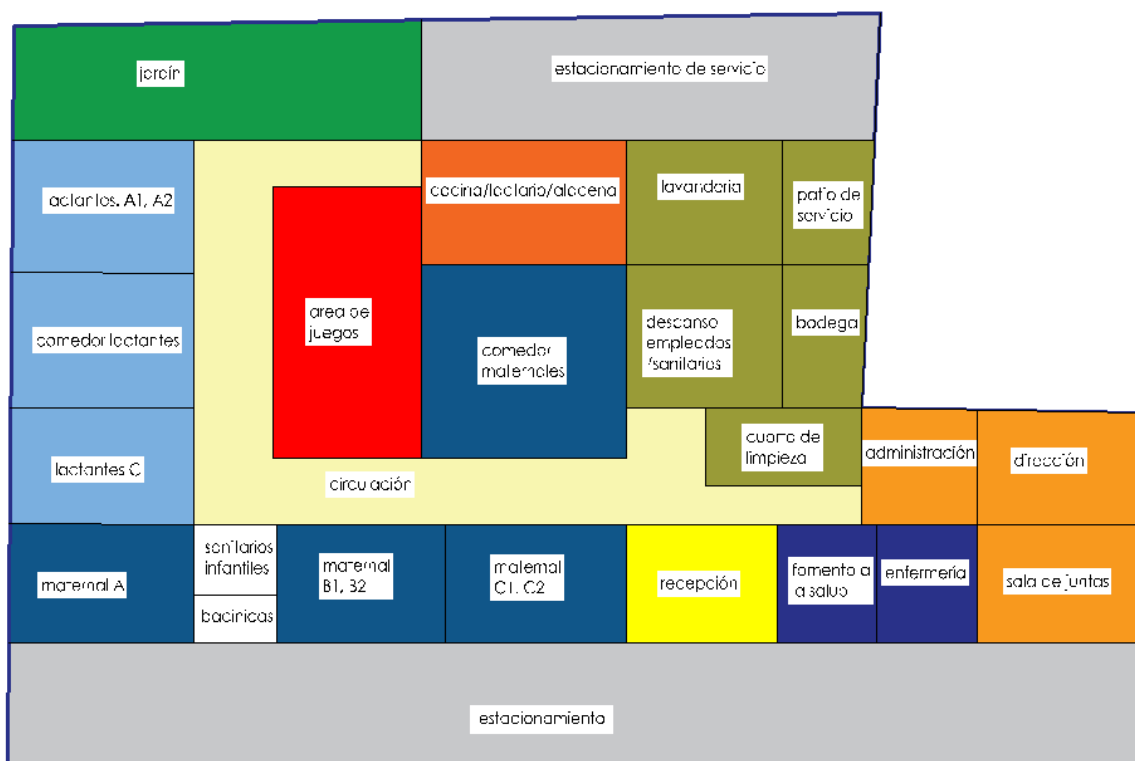 jardín
estacionamiento de servicio
lactantes A1, A2
cocina/lactario/alacena
lavandería
patio de
servicio
comedor lactantes
área de
juegos
comedor
maternales
descanso
empleados
/sanitarios
bodega
lactantes C
circulación
cuarto de
limpieza
administración
dirección
maternal A
sanitarios
infantiles
bacinicas
maternal
B1, B2
maternal
C1, C2
recepción
fomento a
la salud
enfermería
sala de juntas
estacionamiento